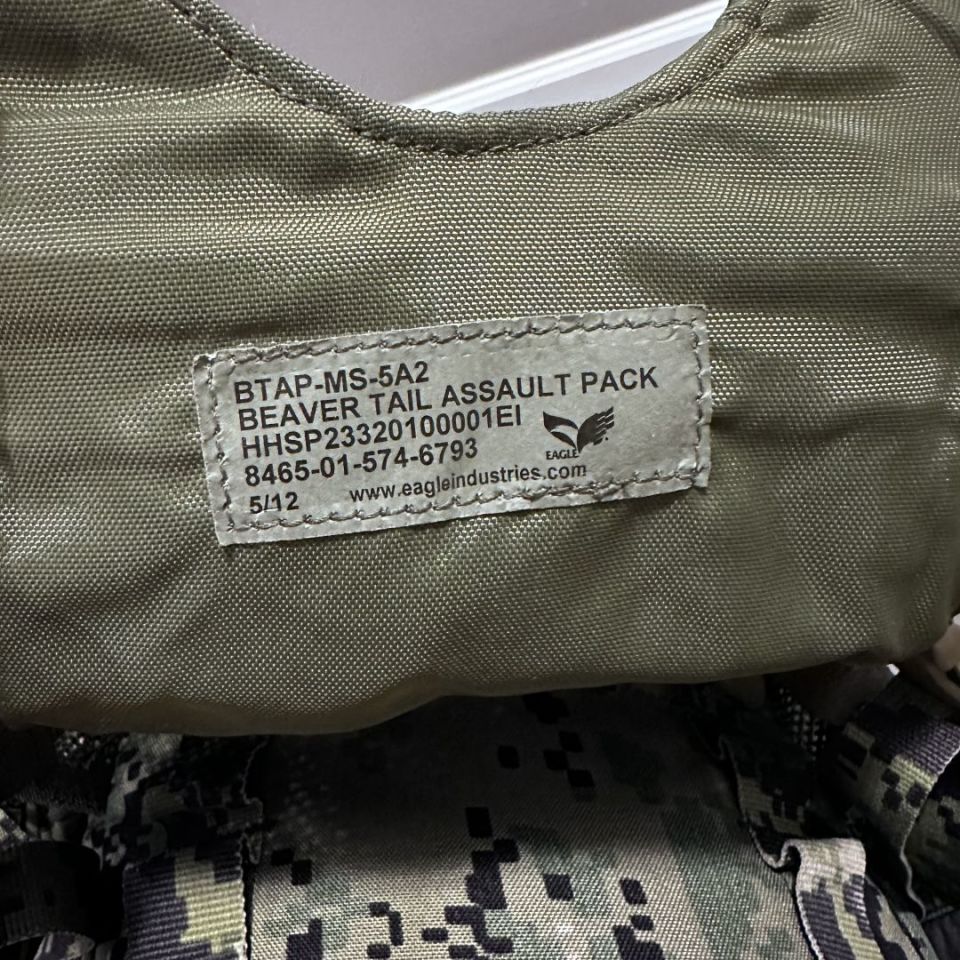 BTAP-MS-5A2
BEAVER TAIL ASSAULT PACK
HHSP23320100001EI
8465-01-574-6793
EAGLE
5/12 www.eagleindustries.com